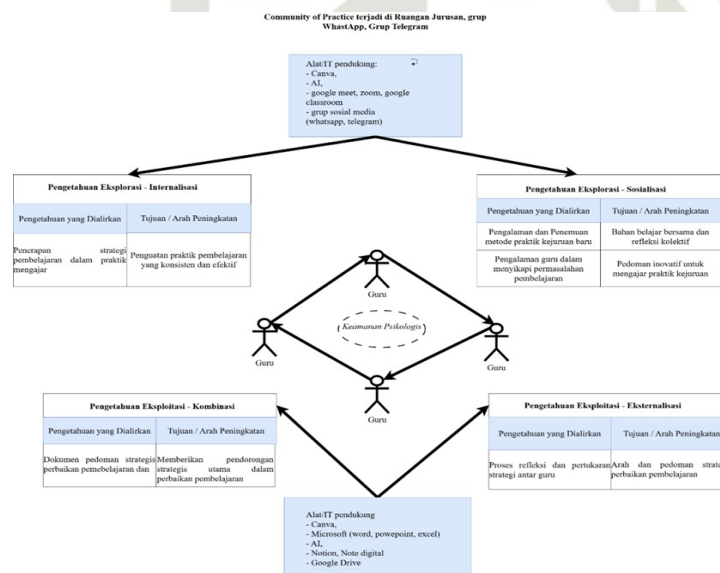 Community of Practice terjadi di Ruangan Jurusan, grup
WhastApp, Grup Telegram
Alat/IT pendukung:
- Canva,
- AI,
- google meet, zoom, google
classroom
- grup sosial media
(whatsapp, telegram)
Pengetahuan Eksplorasi - Internalisasi
Pengetahuan yang Dialirkan
Tujuan / Arah Peningkatan
Penerapan strategi
pembelajaran dalam praktik
mengajar
Penguatan praktik pembelajaran
yang konsisten dan efektif
Pengetahuan Eksplorasi - Sosialisasi
Pengetahuan yang Dialirkan
Tujuan / Arah Peningkatan
Pengalaman dan Penemuan
metode praktik kejuruan baru
Bahan belajar bersama dan
refleksi kolektif
Pengalaman guru dalam
menyikapi permasalahan
pembelajaran
Pedoman inovatif untuk
mengajar praktik kejuruan
Guru
Keamanan Psikologis
Guru
Guru
Guru
Pengetahuan Eksploitasi - Kombinasi
Pengetahuan yang Dialirkan
Tujuan / Arah Peningkatan
Dokumen pedoman strategis
perbaikan pemebelajaran dan
Memberikan pendorongan
strategis utama dalam
perbaikan pembelajaran
Pengetahuan Eksploitasi - Eksternalisasi
Pengetahuan yang Dialirkan
Tujuan / Arah Peningkatan
Proses refleksi dan pertukaran
strategi antar guru
Arah dan pedoman
perbaikan pembelajaran
Alat/IT pendukung
- Canva,
- Microsoft (word, powepoint, excel)
- AI,
- Notion, Note digital
- Google Drive